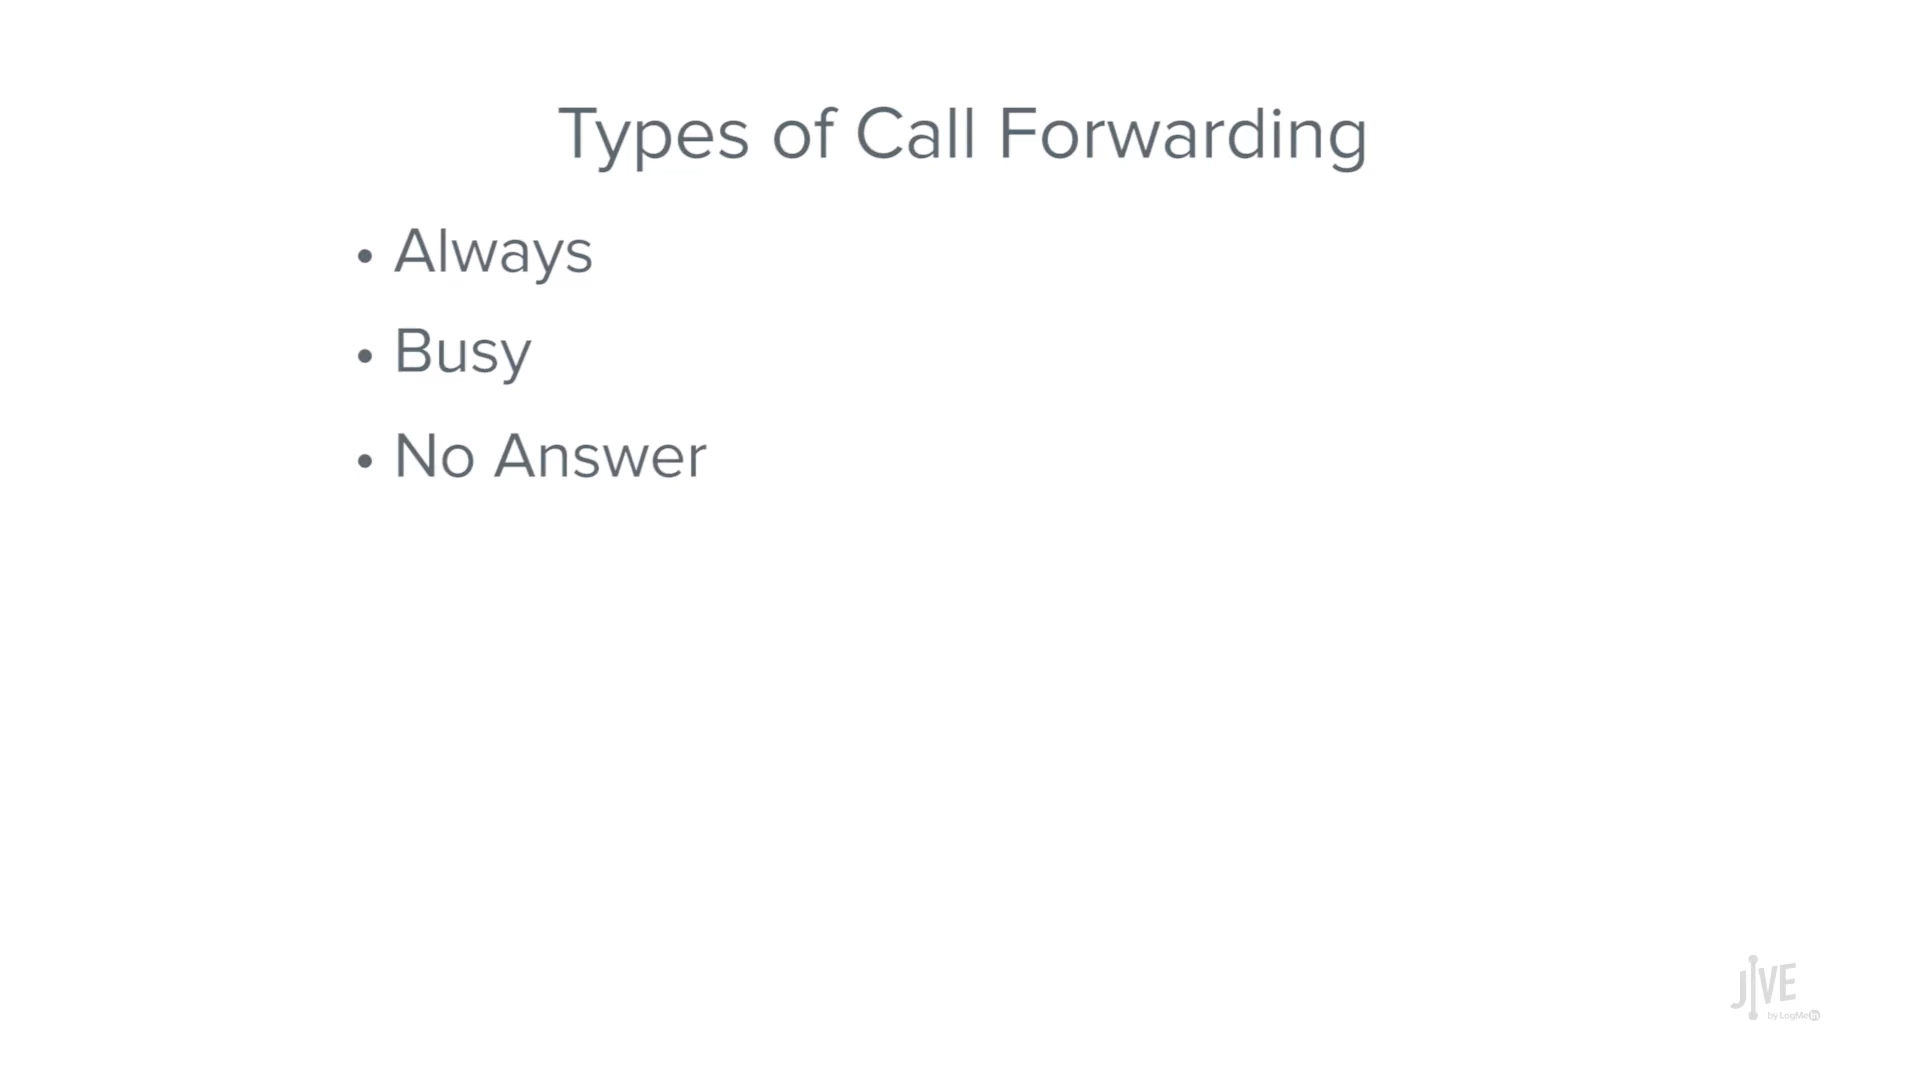 Types of Call Forwarding
• Always
• Busy
• No Answer
JIVE
by LogMeIn